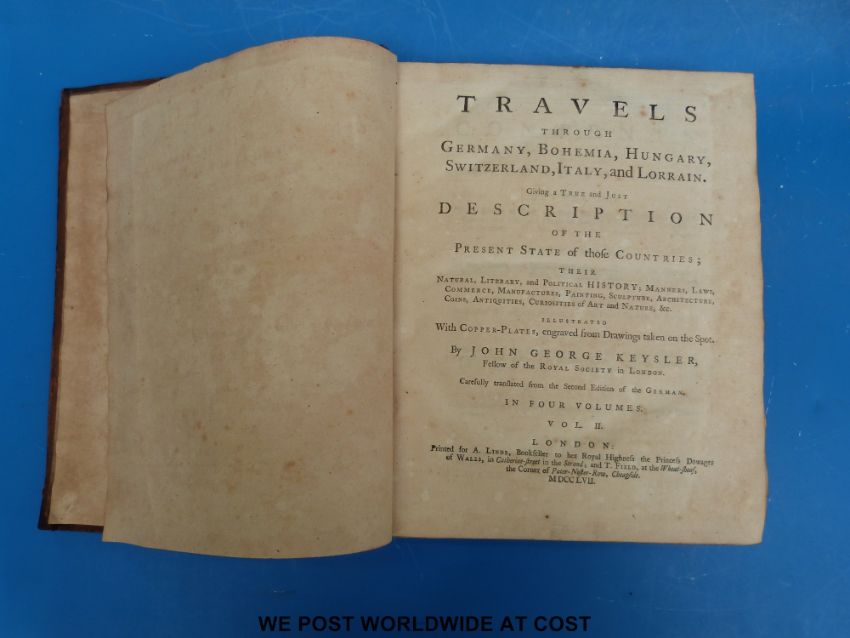 TRAVELS
THROUGH
GERMANY, BOHEMIA, HUNGARY,
SWITZERLAND, ITALY, and LORRAIN.
Giving a TRUE and JUST
DESCRIPTION
OF THE
PRESENT STATE of thoſe COUNTRIES;
THEIR
NATURAL, LITERARY, and POLITICAL HISTORY; MANNERS, LAWS,
COMMERCE, MANUFACTURES, PAINTING, SCULPTURE, ARCHITECTURE,
COINS, ANTIQUITIES, CURIOSITIES of ART and NATURE, &c.
ILLUSTRATED
With COPPER-PLATES, engraved from Drawings taken on the Spot.
By JOHN GEORGE KEYSLER,
Fellow of the ROYAL SOCIETY in LONDON.
Carefully tranſlated from the Second Edition of the GERMAN.
IN FOUR VOLUMES.
VOL. II.
LONDON:
Printed for A. LINDE, Bookſeller to her Royal Highneſs the Princeſs Dowager
of WALES, in Catherine-ſtreet in the Strand; and T. FIELD, at the Wheat-ſheaf,
the Corner of Pater-Noſter-Row, Cheapſide.
MDCCLVII.
WE POST WORLDWIDE AT COST